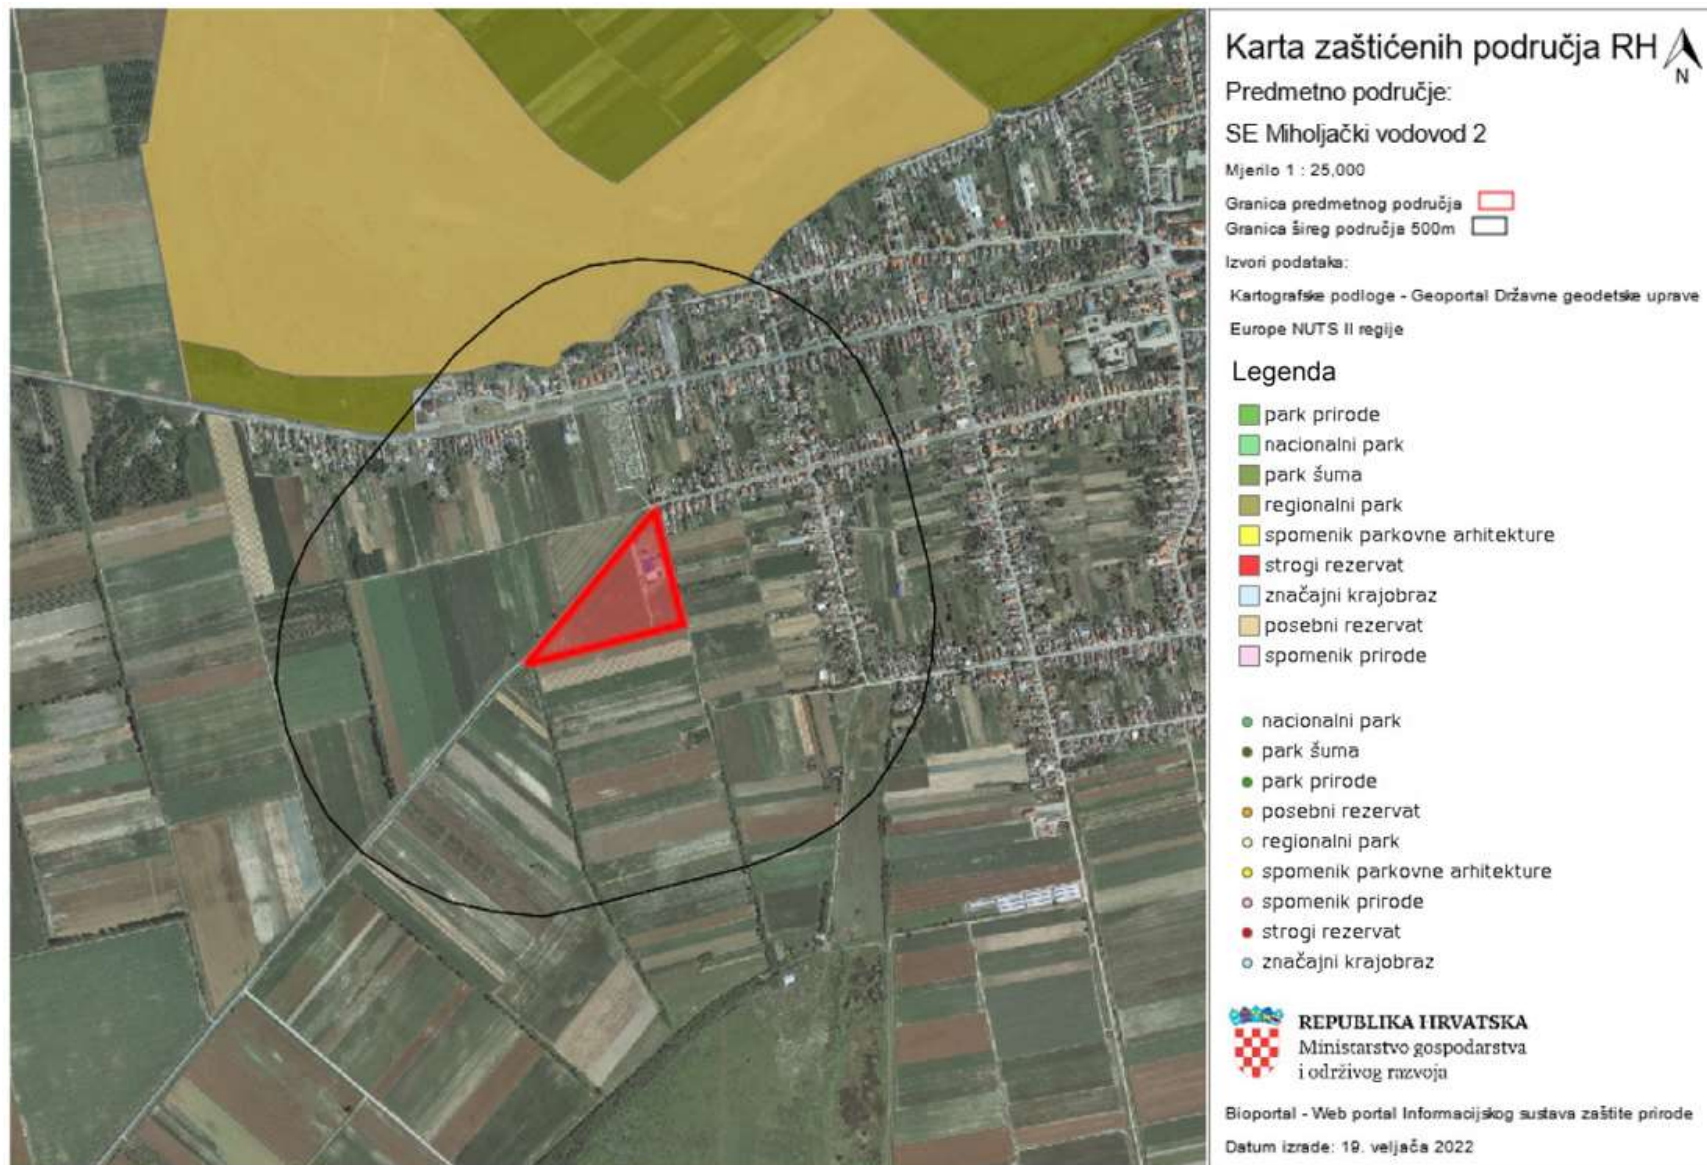 Karta zaštićenih područja RH
N
Predmetno područje:
SE Miholjački vodovod 2
Mjerilo 1 : 25,000
Granica predmetnog područja
Granica šireg područja 500m
Izvori podataka:
Kartografske podloge - Geoportal Državne geodetske uprave
Europe NUTS II regije
Legenda
park prirode
nacionalni park
park šuma
regionalni park
spomenik parkovne arhitekture
strogi rezervat
značajni krajobraz
posebni rezervat
spomenik prirode
nacionalni park
park šuma
park prirode
posebni rezervat
regionalni park
spomenik parkovne arhitekture
spomenik prirode
strogi rezervat
značajni krajobraz
REPUBLIKA HRVATSKA
Ministarstvo gospodarstva
i održivog razvoja
Bioportal - Web portal Informacijskog sustava zaštite prirode
Datum izrade: 19. veljača 2022